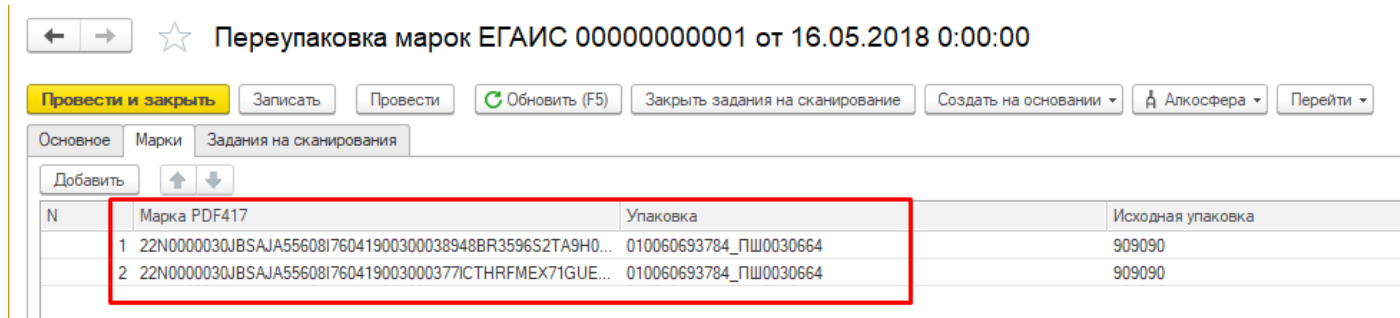 Переупаковка марок ЕГАИС 00000000001 от 16.05.2018 0:00:00
Провести и закрыть Записать Провести Обновить (F5) Закрыть задания на сканирование Создать на основании Алкосфера Перейти
Основное Марки Задания на сканирования
Добавить
N Марка PDF417 Упаковка Исходная упаковка
1 22N0000030JBSAJA55608I76041900300038948BR3596S2TA9H0... 010060693784_ПШ0030664 909090
2 22N0000030JBSAJA55608I760419003000377ICTHRFMEX71GUE... 010060693784_ПШ0030664 909090